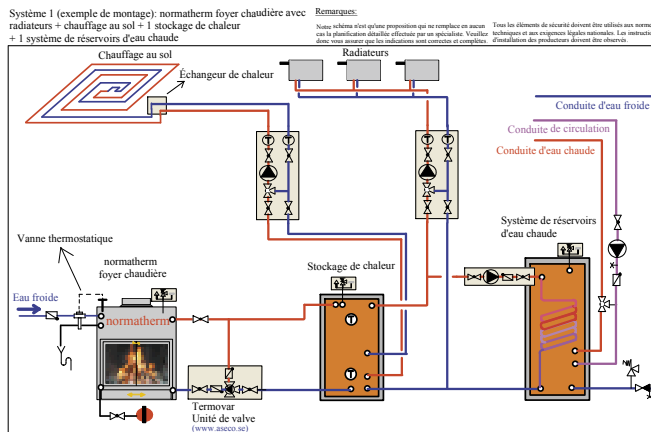 Système 1 (exemple de montage): normatherm foyer chaudière avec
radiateurs + chauffage au sol + 1 stockage de chaleur
+ 1 système de réservoirs d'eau chaude
Remarques:
Notre schéma n'est qu'une proposition qui ne remplace en aucun
cas la planification détaillée effectuée par un spécialiste. Veuillez
donc vous assurer que les indications sont correctes et complètes.
Tous les éléments de sécurité doivent être utilisés aux norme
techniques et aux exigences légales nationales. Les instruction
d'installation des producteurs doivent être observés.
Chauffage au sol
Radiateurs
Échangeur de chaleur
Conduite d'eau froide
Conduite de circulation
Conduite d'eau chaude
T
T
T
T
Système de réservoirs
d'eau chaude
Vanne thermostatique
normatherm
foyer chaudière
Stockage de chaleur
Eau froide
normatherm
T
T
Termovar
Unité de valve
(www.aseco.se)